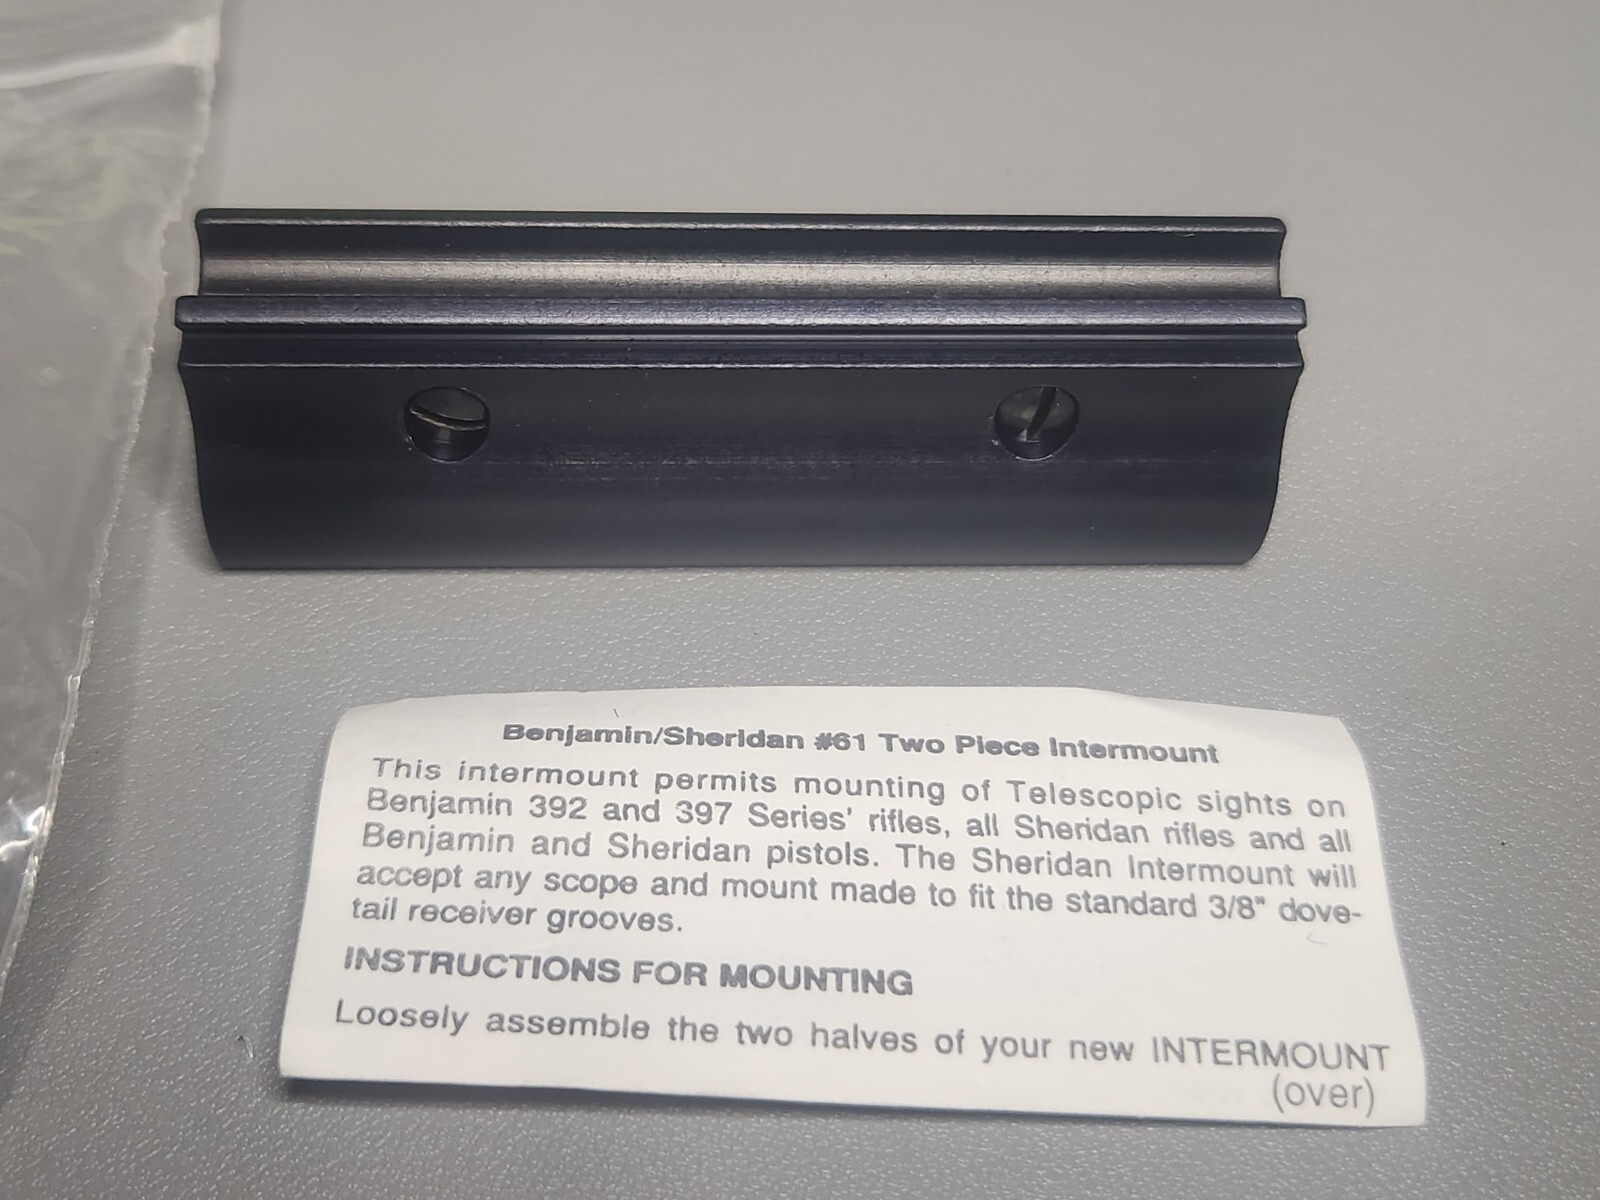 Benjamin/Sheridan #61 Two Piece Intermount
This intermount permits mounting of Telescopic sights on
Benjamin 392 and 397 Series' rifles, all Sheridan rifles and all
Benjamin and Sheridan pistols. The Sheridan Intermount will
accept any scope and mount made to fit the standard 3/8" dove-
tail receiver grooves.
INSTRUCTIONS FOR MOUNTING
Loosely assemble the two halves of your new INTERMOUNT
(over)